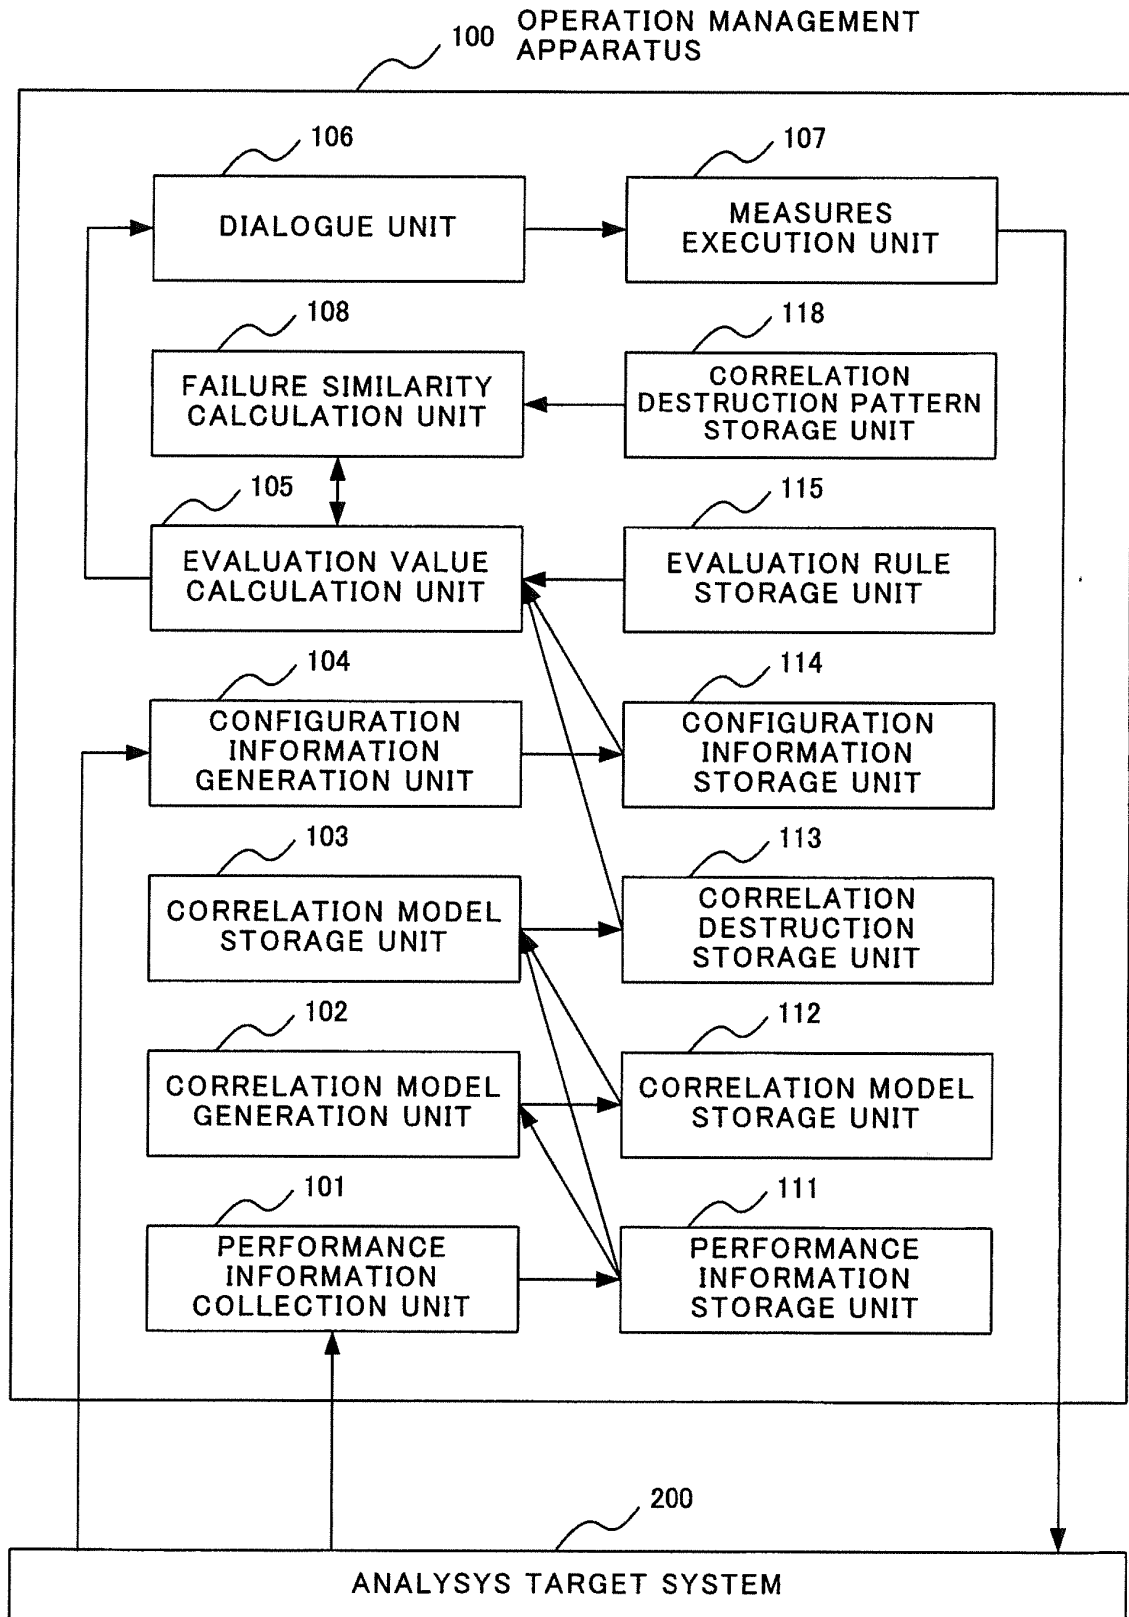 100
OPERATION MANAGEMENT
APPARATUS
106
DIALOGUE UNIT
107
MEASURES
EXECUTION UNIT
108
FAILURE SIMILARITY
CALCULATION UNIT
118
CORRELATION
DESTRUCTION PATTERN
STORAGE UNIT
105
EVALUATION VALUE
CALCULATION UNIT
115
EVALUATION RULE
STORAGE UNIT
104
CONFIGURATION
INFORMATION
GENERATION UNIT
114
CONFIGURATION
INFORMATION
STORAGE UNIT
103
CORRELATION MODEL
STORAGE UNIT
113
CORRELATION
DESTRUCTION
STORAGE UNIT
102
CORRELATION MODEL
GENERATION UNIT
112
CORRELATION MODEL
STORAGE UNIT
101
PERFORMANCE
INFORMATION
COLLECTION UNIT
111
PERFORMANCE
INFORMATION
STORAGE UNIT
200
ANALYSYS TARGET SYSTEM